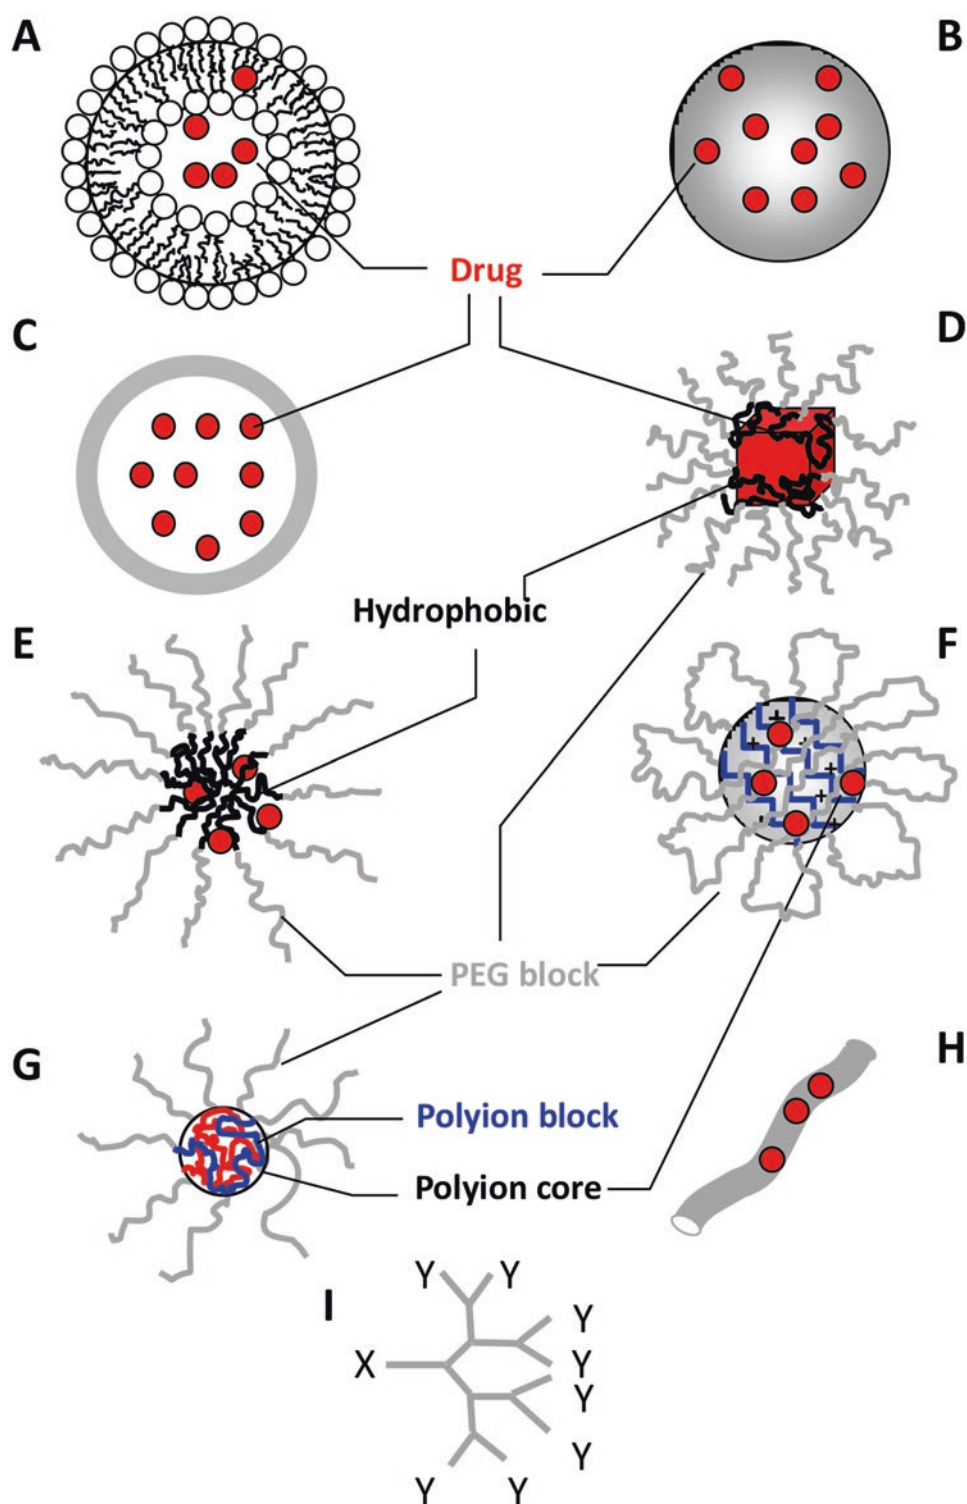 A
B
Drug
C
D
Hydrophobic
E
F
+
+
+
+
+
+
+
PEG block
G
H
Polyion block
Polyion core
I
Y Y
Y
X Y
Y
Y
Y Y